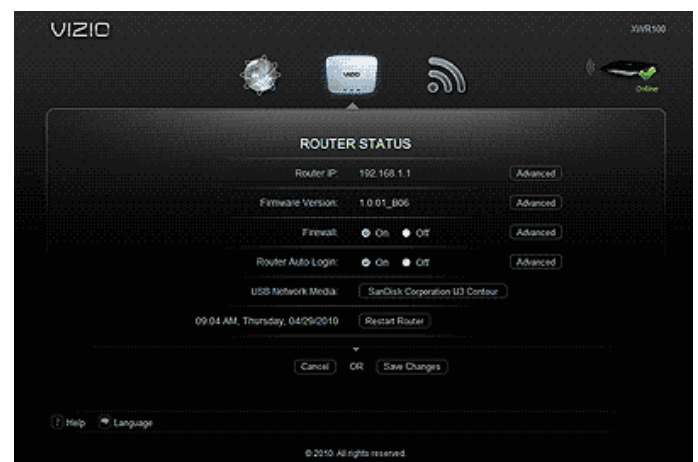 VIZIO
XWR100
VIZIO
Online
ROUTER STATUS
Router IP: 192.168.1.1 Advanced
Firmware Version: 1.0.01_B06 Advanced
Firewall: On Off Advanced
Router Auto Login: On Off Advanced
USB Network Media: SanDisk Corporation U3 Contour
09:04 AM, Thursday, 04/29/2010 Restart Router
Cancel OR Save Changes
? Help Language
© 2010. All rights reserved.